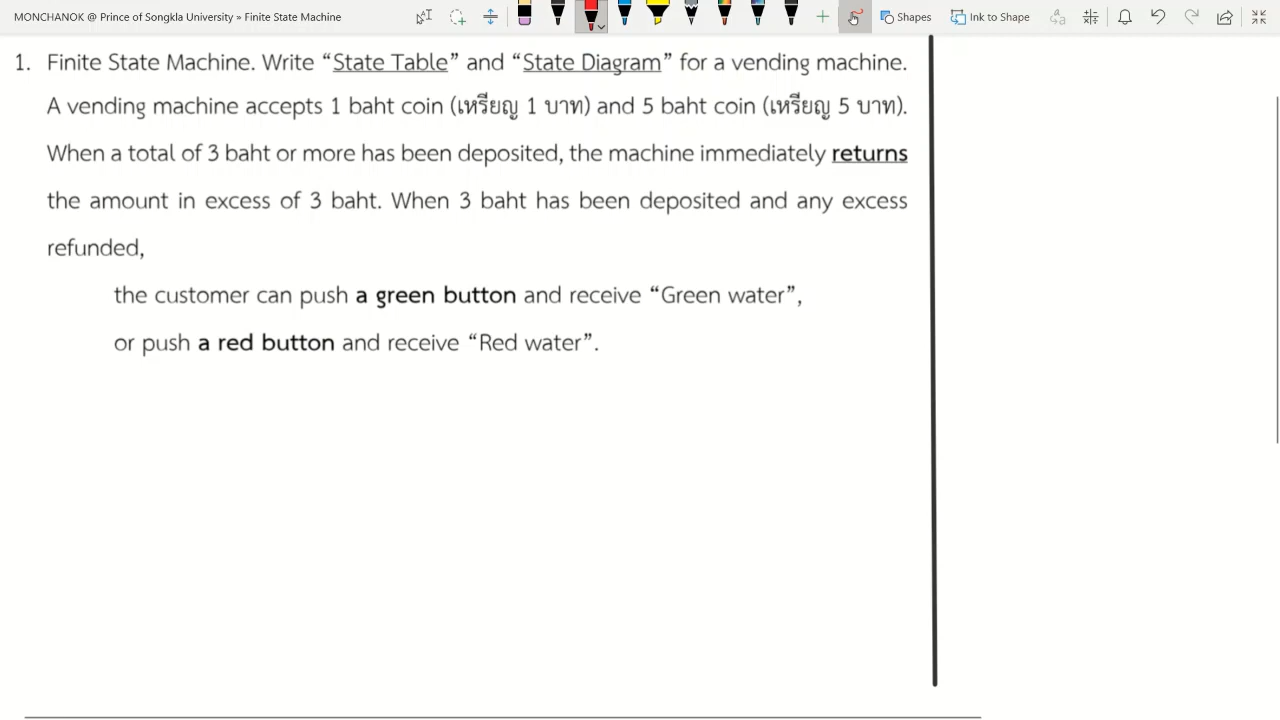 MONCHANOK @ Prince of Songkla University » Finite State Machine
Shapes
Ink to Shape
1. Finite State Machine. Write “State Table” and “State Diagram” for a vending machine.
A vending machine accepts 1 baht coin (เหรียญ 1 บาท) and 5 baht coin (เหรียญ 5 บาท).
When a total of 3 baht or more has been deposited, the machine immediately returns
the amount in excess of 3 baht. When 3 baht has been deposited and any excess
refunded,
the customer can push a green button and receive “Green water”,
or push a red button and receive “Red water”.